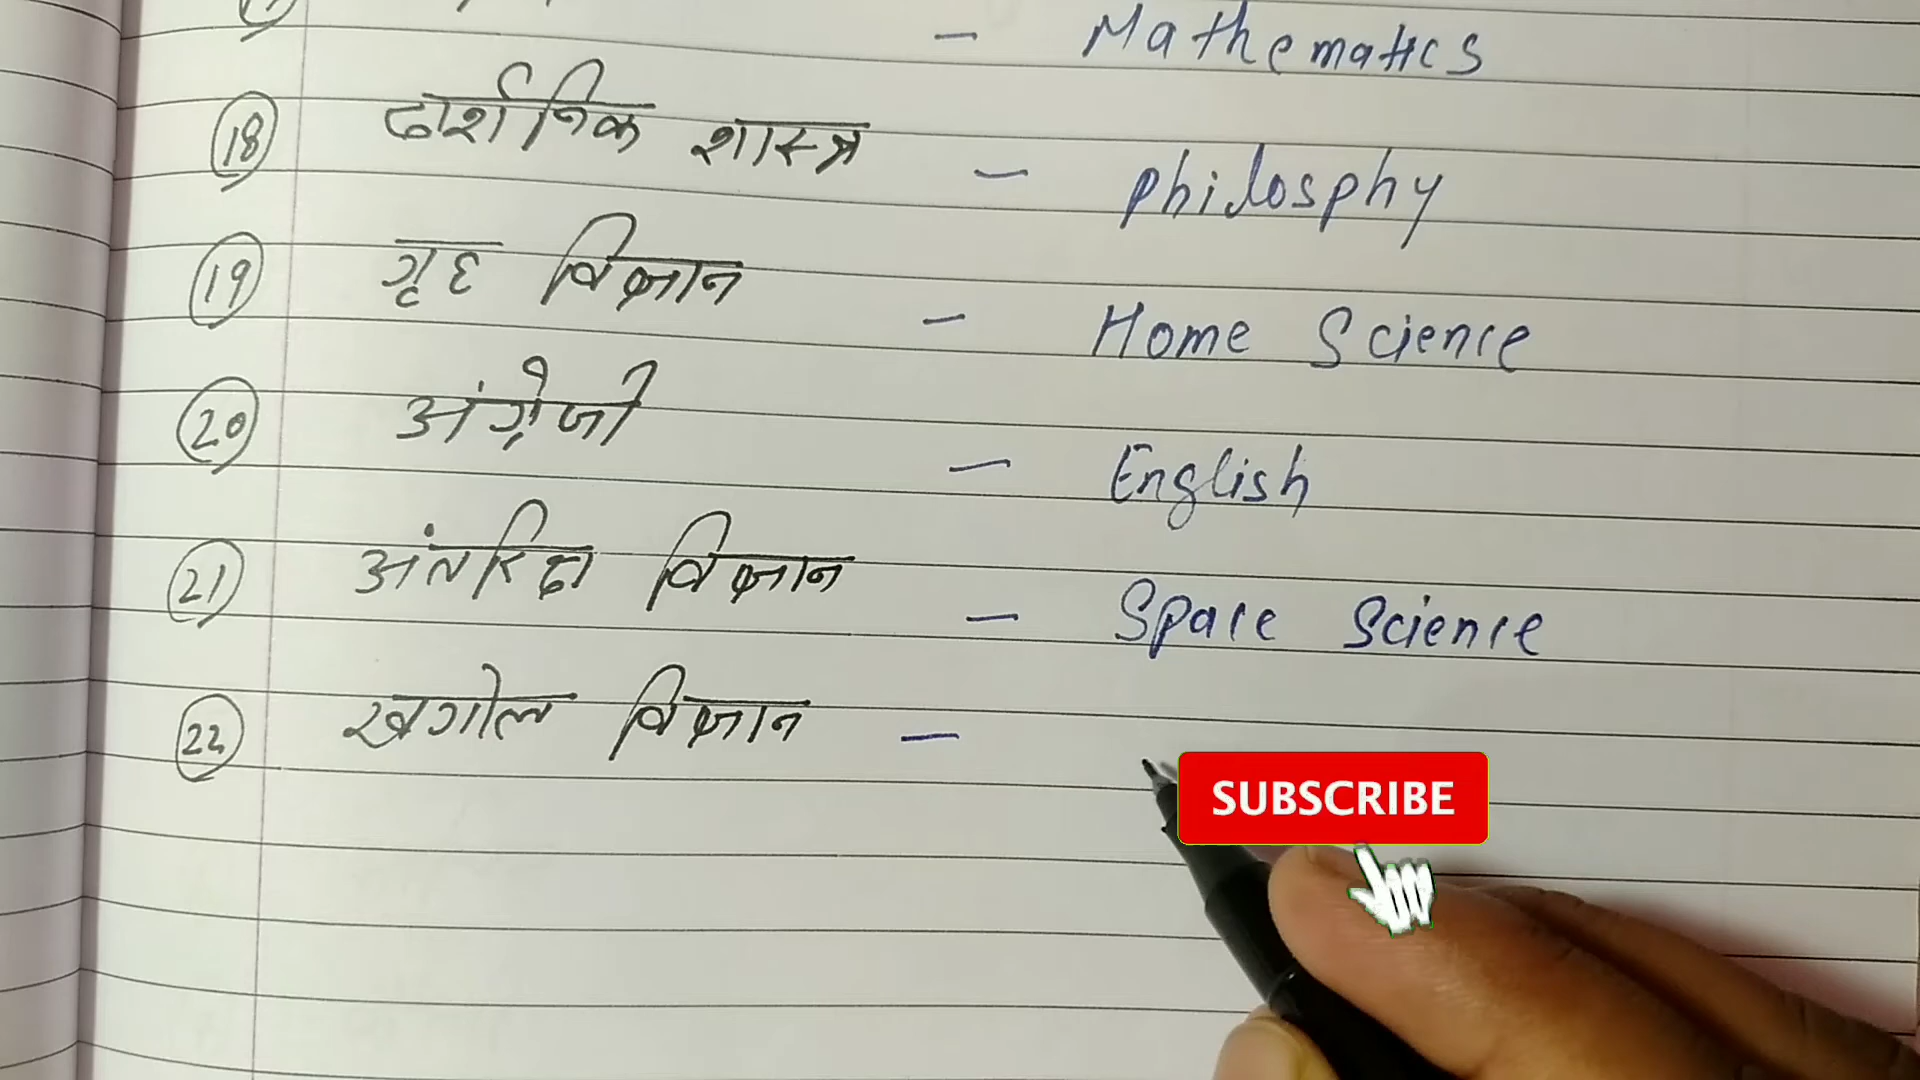 - Mathematics
18 दार्शनिक शास्त्र - philosphy
19 गृह विज्ञान - Home Science
20 अंग्रेजी - English
21 अंतरिक्ष विज्ञान - Space Science
22 खगोल विज्ञान -
SUBSCRIBE